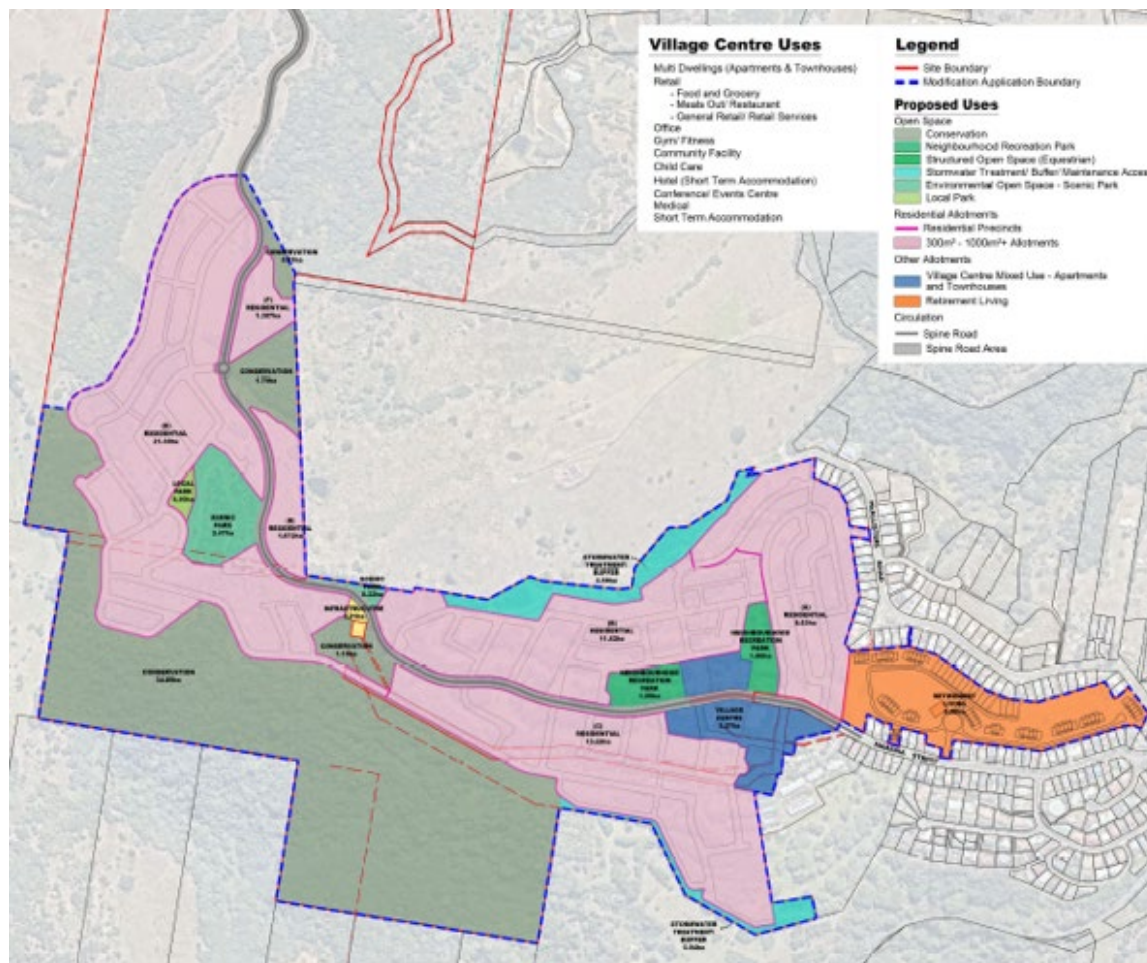 Village Centre Uses
Multi Dwellings (Apartments & Townhouses)
Retail
- Food and Grocery
- Meals Out/ Restaurant
- General Retail/ Retail Services
Office
Gym/ Fitness
Community Facility
Child Care
Hotel (Short Term Accommodation)
Conference/ Events Centre
Medical
Short Term Accommodation
Legend
Site Boundary
Modification Application Boundary
Proposed Uses
Open Space
Conservation
Neighbourhood Recreation Park
Structured Open Space (Equestrian)
Stormwater Treatment/ Buffer/Maintenance Access
Environmental Open Space - Scenic Park
Local Park
Residential Allotments
Residential Precincts
300m² - 1000m²+ Allotments
Other Allotments
Village Centre Mixed Use - Apartments
and Townhouses
Retirement Living
Circulation
Spine Road
Spine Road Area
CONSERVATION
RESIDENTIAL
CONSERVATION
RESIDENTIAL
LOCAL
PARK
SCENIC
PARK
RESIDENTIAL
STORMWATER
TREATMENT/
BUFFER
INFRASTRUCTURE
CONSERVATION
CONSERVATION
RESIDENTIAL
RESIDENTIAL
NEIGHBOURHOOD
RECREATION
PARK
NEIGHBOURHOOD
RECREATION
PARK
VILLAGE
CENTRE
RESIDENTIAL
RETIREMENT
LIVING
STORMWATER
TREATMENT/
BUFFER